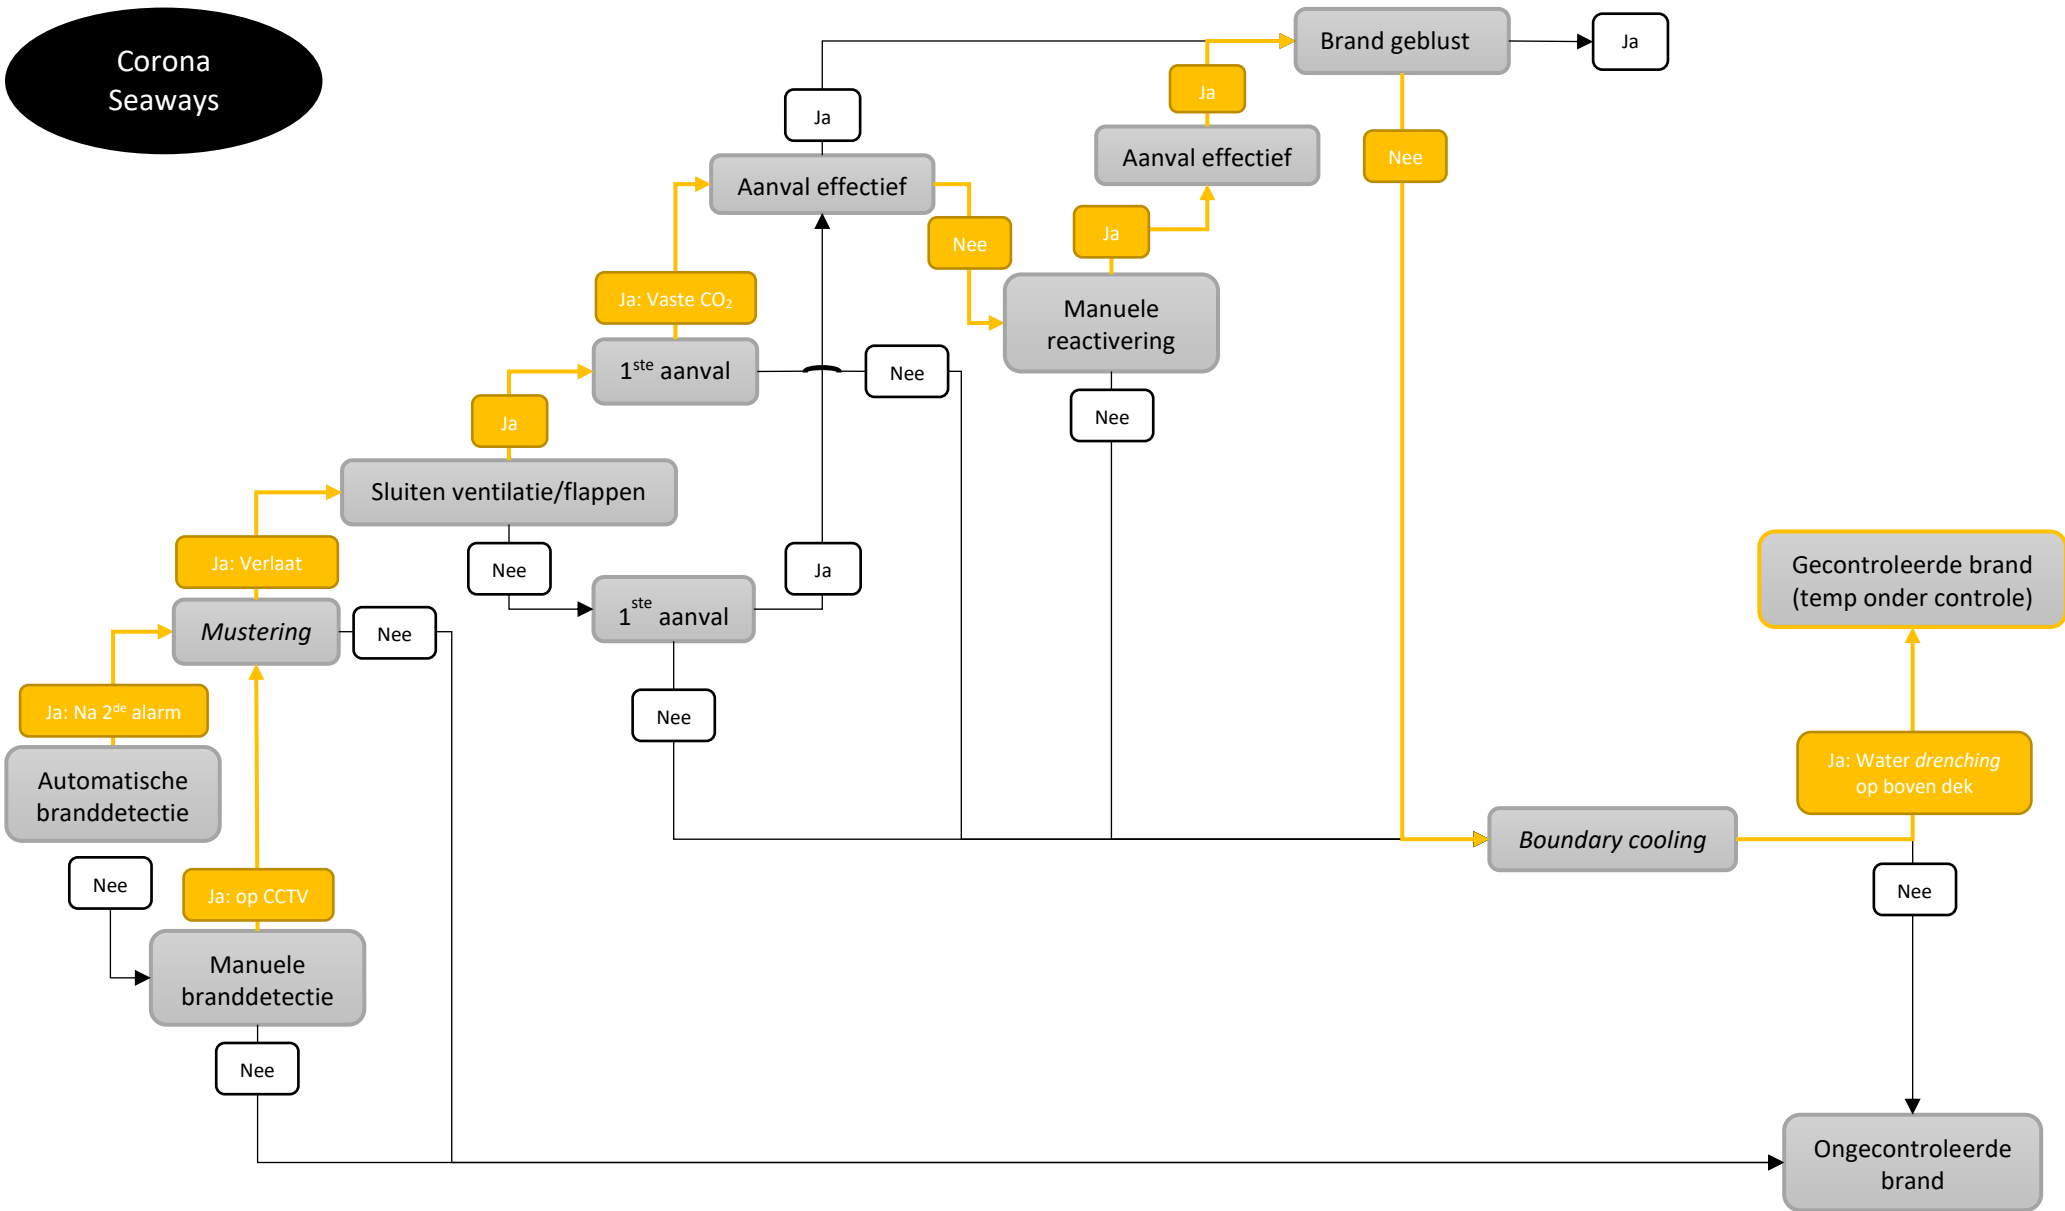 Corona
Seaways
Brand geblust
Ja
Ja
Ja
Aanval effectief
Nee
Aanval effectief
Ja
Nee
Ja: Vaste CO₂
Manuele
reactivering
1ste aanval
Nee
Ja
Nee
Sluiten ventilatie/flappen
Ja: Verlaat
Nee
Ja
Gecontroleerde brand
(temp onder controle)
1ste aanval
Mustering
Nee
Ja: Na 2de alarm
Nee
Ja: Water drenching
op boven dek
Automatische
branddetectie
Boundary cooling
Nee
Ja: op CCTV
Nee
Manuele
branddetectie
Nee
Ongecontroleerde
brand